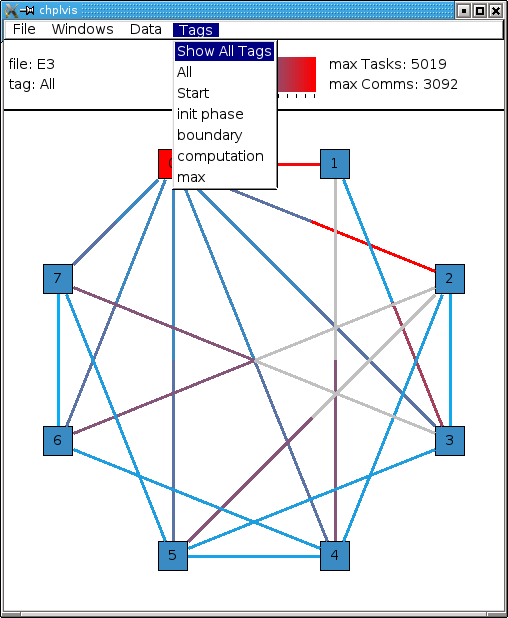 chplvis
File Windows Data Tags
Show All Tags
All
Start
init phase
boundary
computation
max
file: E3
tag: All
max Tasks: 5019
max Comms: 3092
1
7
2
6
3
5
4